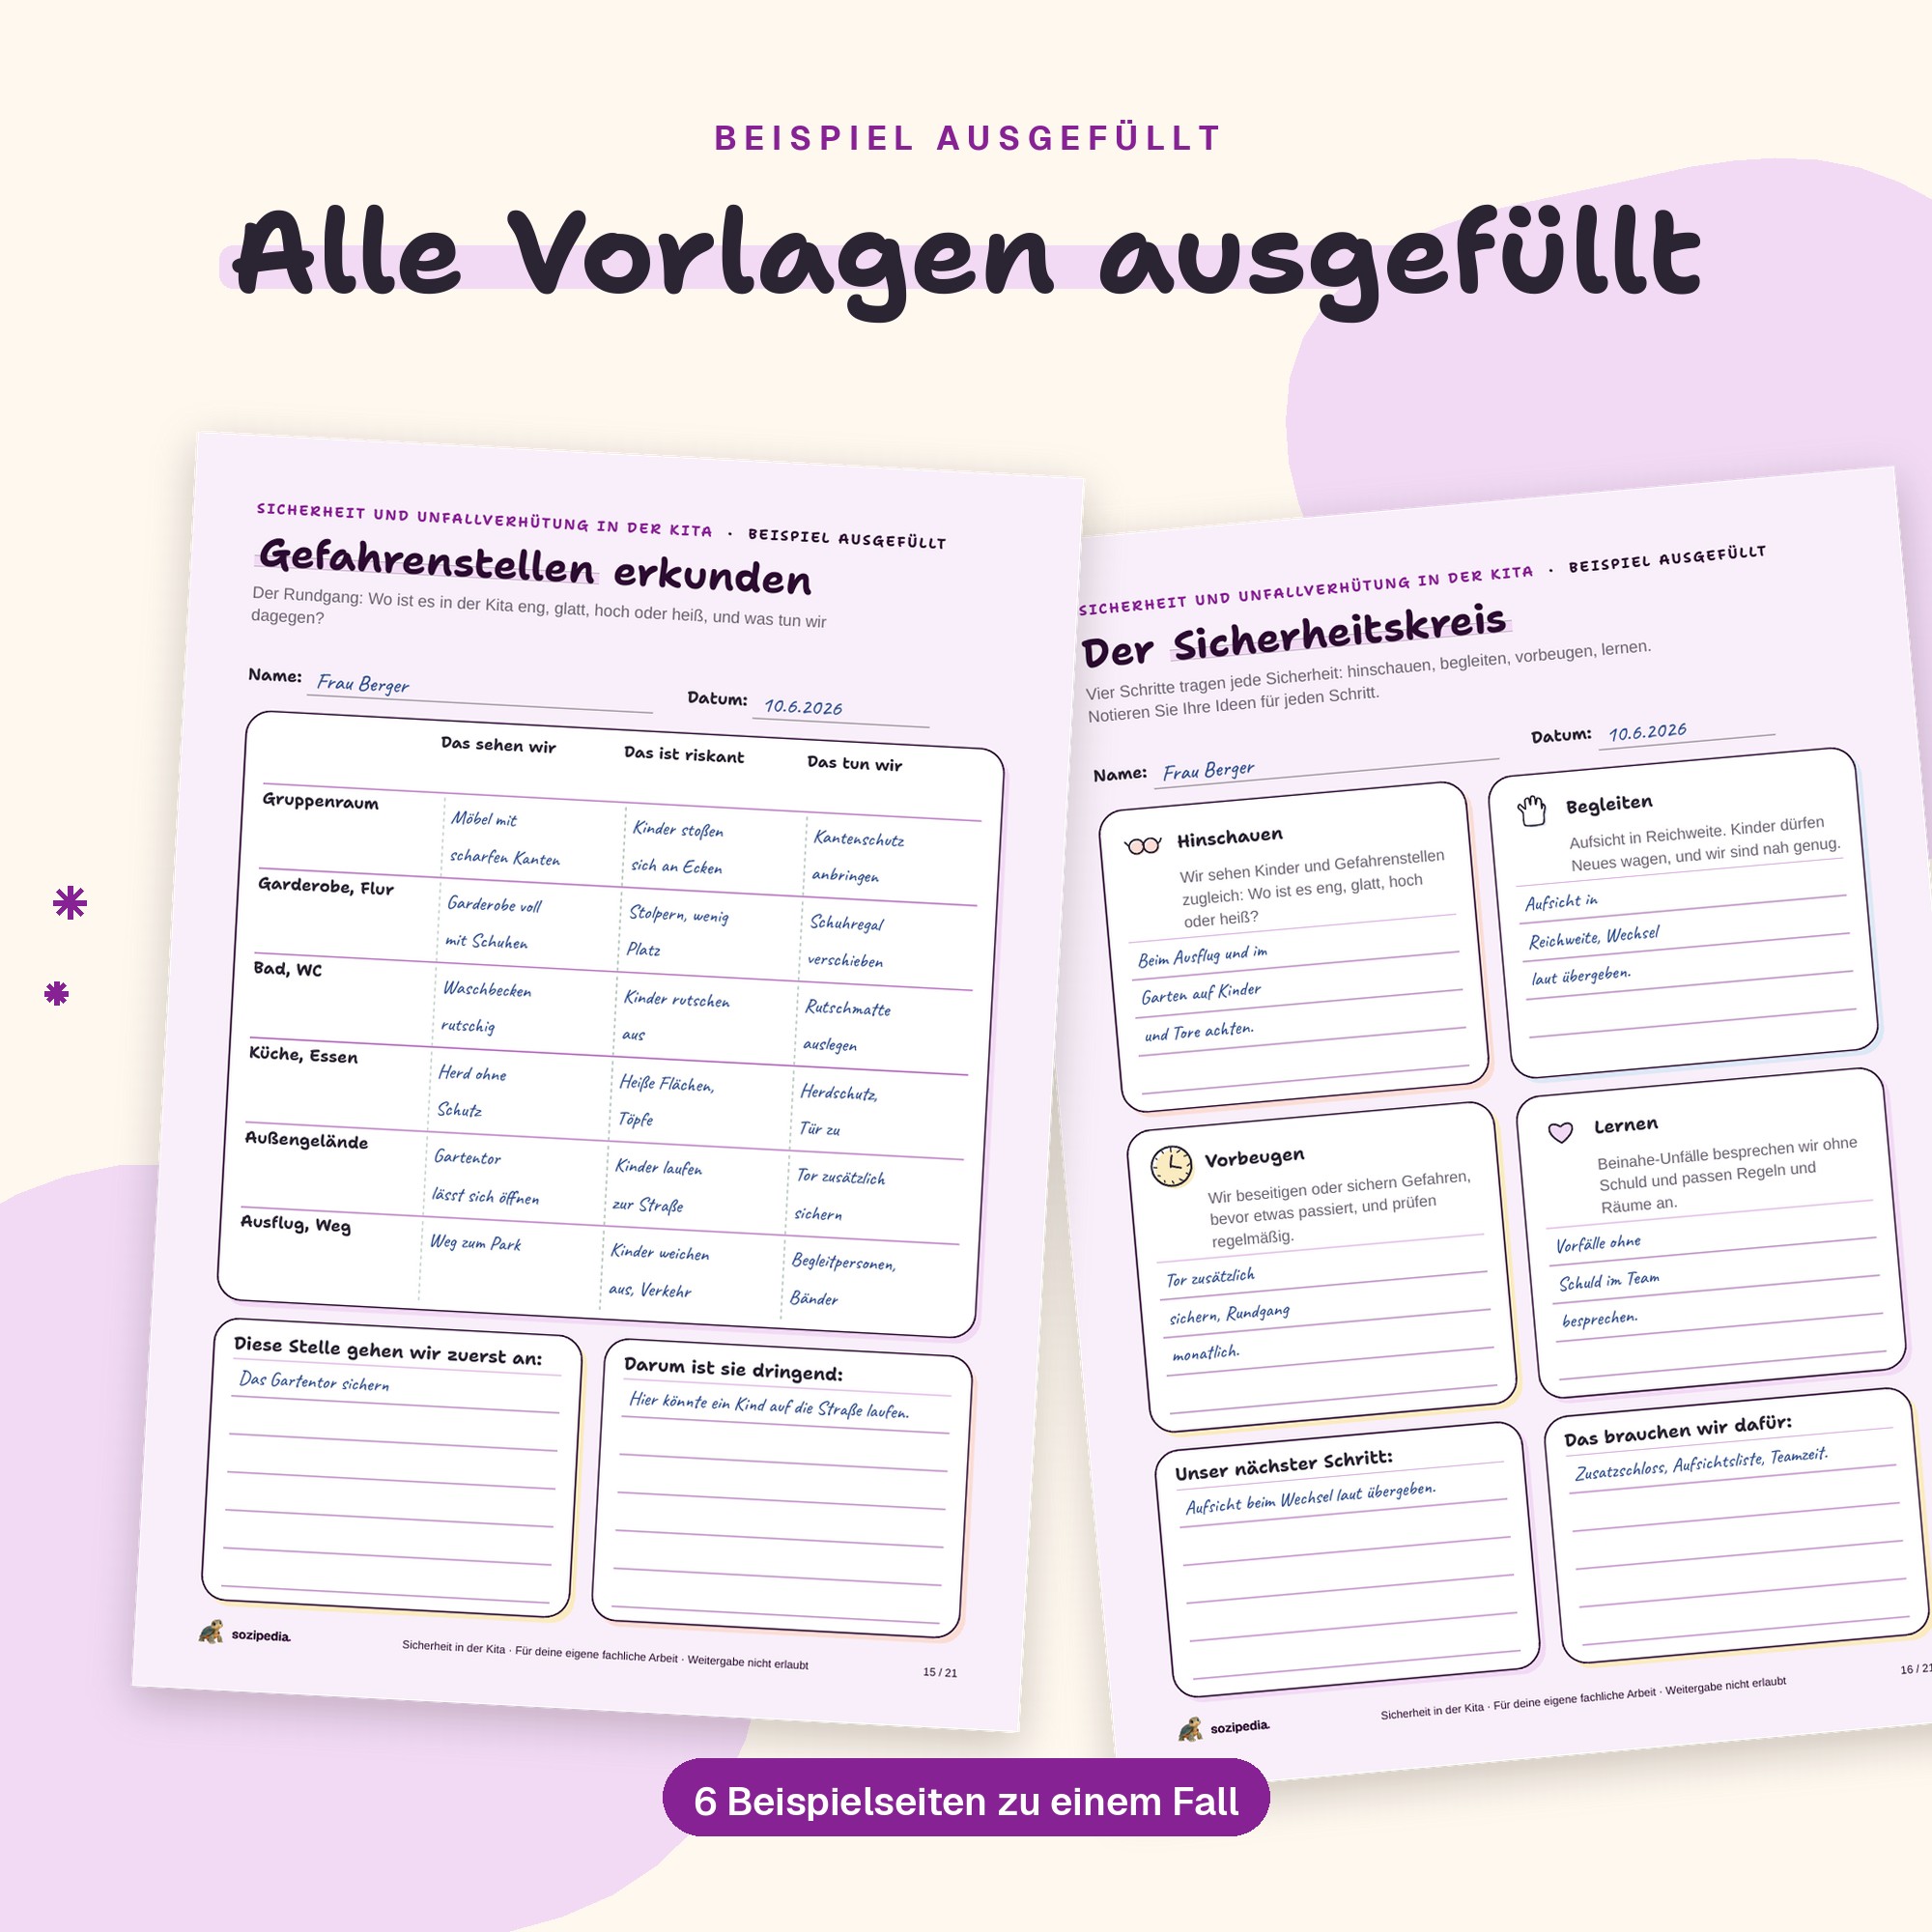 BEISPIEL AUSGEFÜLLT
Alle Vorlagen ausgefüllt
SICHERHEIT UND UNFALLVERHÜTUNG IN DER KITA · BEISPIEL AUSGEFÜLLT
Gefahrenstellen erkunden
Der Rundgang: Wo ist es in der Kita eng, glatt, hoch oder heiß, und was tun wir
dagegen?
Name: Frau Berger Datum: 10.6.2026
Das sehen wir Das ist riskant Das tun wir
Gruppenraum
Möbel mit
scharfen Kanten
Kinder stoßen
sich an Ecken
Kantenschutz
anbringen
Garderobe, Flur
Garderobe voll
mit Schuhen
Stolpern, wenig
Platz
Schuhregal
verschieben
Bad, WC
Waschbecken
rutschig
Kinder rutschen
aus
Rutschmatte
auslegen
Küche, Essen
Herd ohne
Schutz
Heiße Flächen,
Töpfe
Herdschutz,
Tür zu
Außengelände
Gartentor
lässt sich öffnen
Kinder laufen
zur Straße
Tor zusätzlich
sichern
Ausflug, Weg
Weg zum Park
Kinder weichen
aus, Verkehr
Begleitpersonen,
Bänder
Diese Stelle gehen wir zuerst an:
Das Gartentor sichern
Darum ist sie dringend:
Hier könnte ein Kind auf die Straße laufen.
sozipedia.
Sicherheit in der Kita · Für deine eigene fachliche Arbeit · Weitergabe nicht erlaubt
15 / 21
SICHERHEIT UND UNFALLVERHÜTUNG IN DER KITA · BEISPIEL AUSGEFÜLLT
Der Sicherheitskreis
Vier Schritte tragen jede Sicherheit: hinschauen, begleiten, vorbeugen, lernen.
Notieren Sie Ihre Ideen für jeden Schritt.
Name: Frau Berger Datum: 10.6.2026
Hinschauen
Wir sehen Kinder und Gefahrenstellen
zugleich: Wo ist es eng, glatt, hoch
oder heiß?
Beim Ausflug und im
Garten auf Kinder
und Tore achten.
Begleiten
Aufsicht in Reichweite. Kinder dürfen
Neues wagen, und wir sind nah genug.
Aufsicht in
Reichweite, Wechsel
laut übergeben.
Vorbeugen
Wir beseitigen oder sichern Gefahren,
bevor etwas passiert, und prüfen
regelmäßig.
Tor zusätzlich
sichern, Rundgang
monatlich.
Lernen
Beinahe-Unfälle besprechen wir ohne
Schuld und passen Regeln und
Räume an.
Vorfälle ohne
Schuld im Team
besprechen.
Unser nächster Schritt:
Aufsicht beim Wechsel laut übergeben.
Das brauchen wir dafür:
Zusatzschloss, Aufsichtsliste, Teamzeit.
sozipedia.
Sicherheit in der Kita · Für deine eigene fachliche Arbeit · Weitergabe nicht erlaubt
16 / 21
6 Beispielseiten zu einem Fall